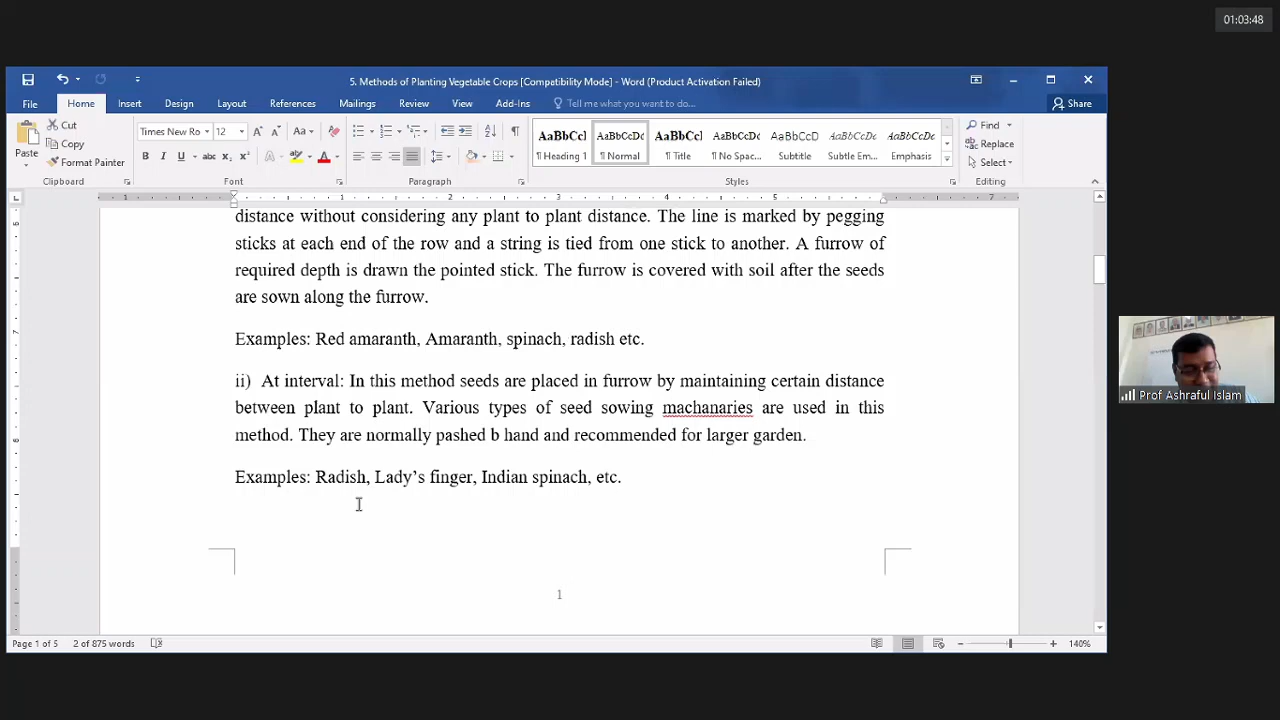 01:03:48
5. Methods of Planting Vegetable Crops [Compatibility Mode] - Word (Product Activation Failed)
File Home Insert Design Layout References Mailings Review View Add-Ins Tell me what you want to do... Share
Paste Cut Copy Format Painter
Clipboard
Times New Ro 12
Font
Paragraph
AaBbCcI AaBbCcDc AaBbCcI AaBbCcDc AaBbCcD AaBbCcDc AaBbCcDc
¶ Heading 1 ¶ Normal ¶ Title ¶ No Spac... Subtitle Subtle Em... Emphasis
Styles
Find Replace Select
Editing
distance without considering any plant to plant distance. The line is marked by pegging
sticks at each end of the row and a string is tied from one stick to another. A furrow of
required depth is drawn the pointed stick. The furrow is covered with soil after the seeds
are sown along the furrow.
Examples: Red amaranth, Amaranth, spinach, radish etc.
ii) At interval: In this method seeds are placed in furrow by maintaining certain distance
between plant to plant. Various types of seed sowing machanaries are used in this
method. They are normally pashed b hand and recommended for larger garden.
Examples: Radish, Lady’s finger, Indian spinach, etc.
1
Page 1 of 5 2 of 875 words 140%
Prof Ashraful Islam